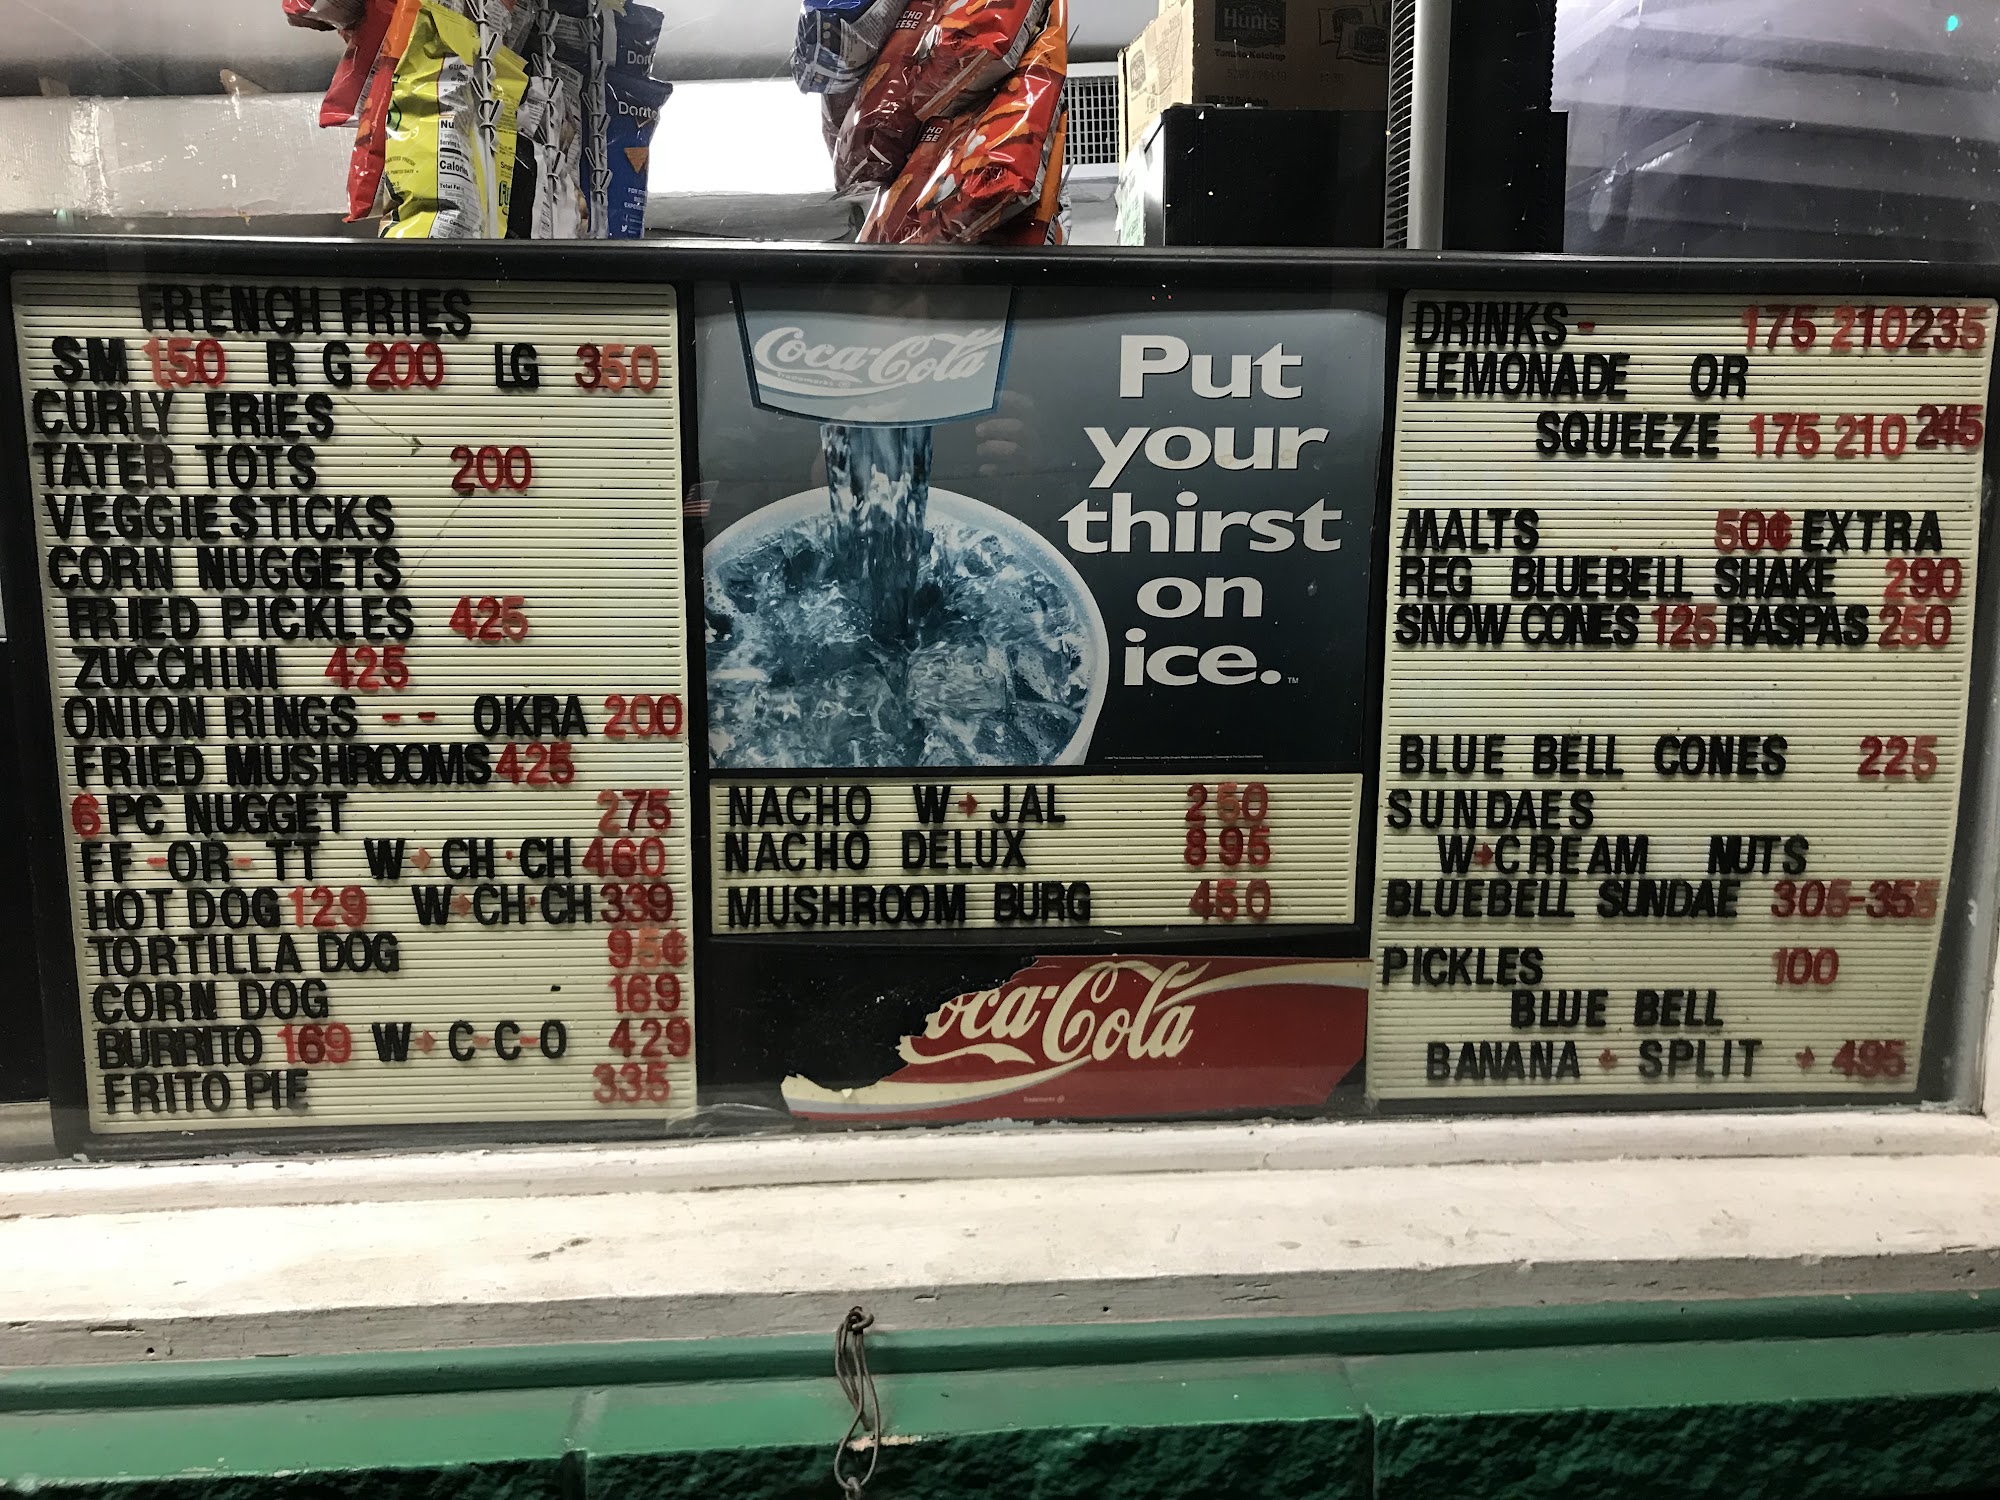 Hunts
Tomato Ketchup
Dorito
FRENCH FRIES
SM 150 RG 200 LG 350
CURLY FRIES
TATER TOTS 200
VEGGIE STICKS
CORN NUGGETS
FRIED PICKLES 425
ZUCCHINI 425
ONION RINGS -- OKRA 200
FRIED MUSHROOMS 425
6 PC NUGGET 275
FF-OR-TT W CH·CH 460
HOT DOG 129 W CH·CH 339
TORTILLA DOG 95¢
CORN DOG 169
BURRITO 169 W C-C-O 429
FRITO PIE 335
Coca-Cola
Put
your
thirst
on
ice.™
NACHO W JAL 250
NACHO DELUX 895
MUSHROOM BURG 450
oca-Cola
DRINKS- 175 210 235
LEMONADE OR
SQUEEZE 175 210 245
MALTS 50¢ EXTRA
REG BLUEBELL SHAKE 290
SNOW CONES 125 RASPAS 250
BLUE BELL CONES 225
SUNDAES
W CREAM NUTS
BLUEBELL SUNDAE 305-355
PICKLES 100
BLUE BELL
BANANA SPLIT 495